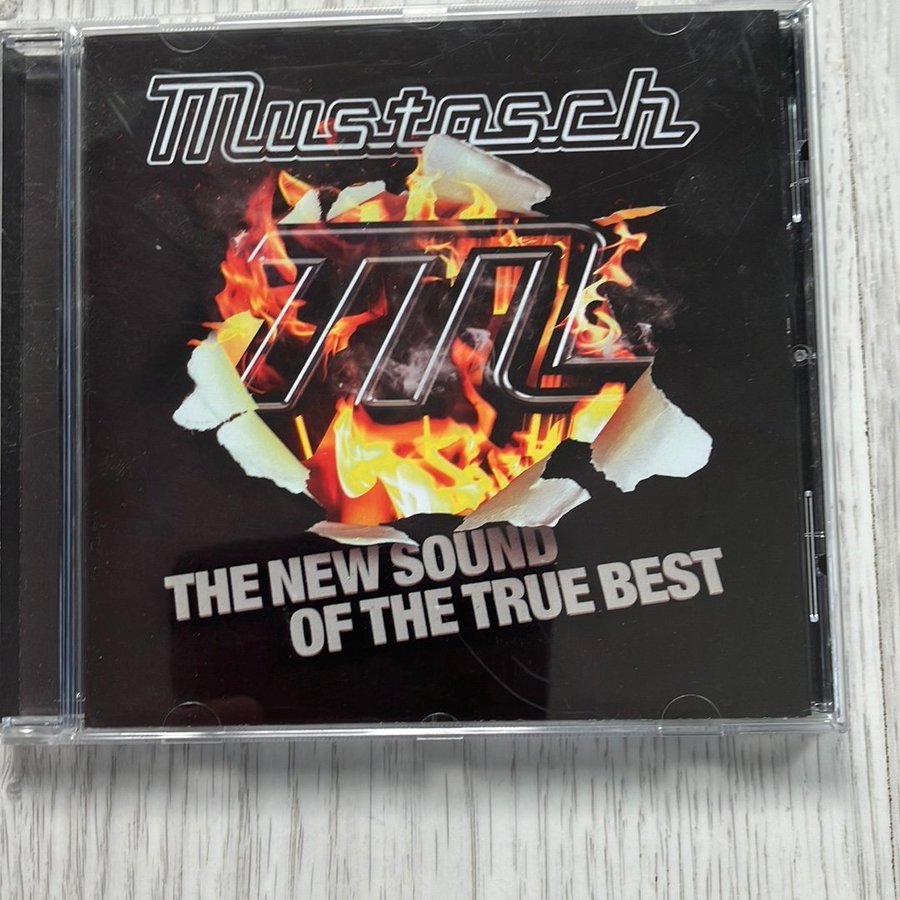 Mustasch
M
THE NEW SOUND
OF THE TRUE BEST